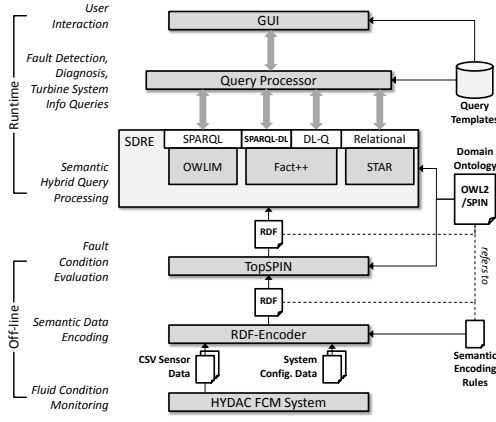 User
Interaction
GUI
Fault Detection,
Diagnosis,
Turbine System
Info Queries
Query Processor
Query
Templates
Runtime
SDRE
SPARQL
SPARQL-DL
DL-Q
Relational
OWLIM
Fact++
STAR
Semantic
Hybrid Query
Processing
Domain
Ontology
OWL2
/SPIN
RDF
Fault
Condition
Evaluation
TopSPIN
refers to
RDF
Off-line
Semantic Data
Encoding
RDF-Encoder
CSV Sensor
Data
System
Config. Data
Semantic
Encoding
Rules
Fluid Condition
Monitoring
HYDAC FCM System